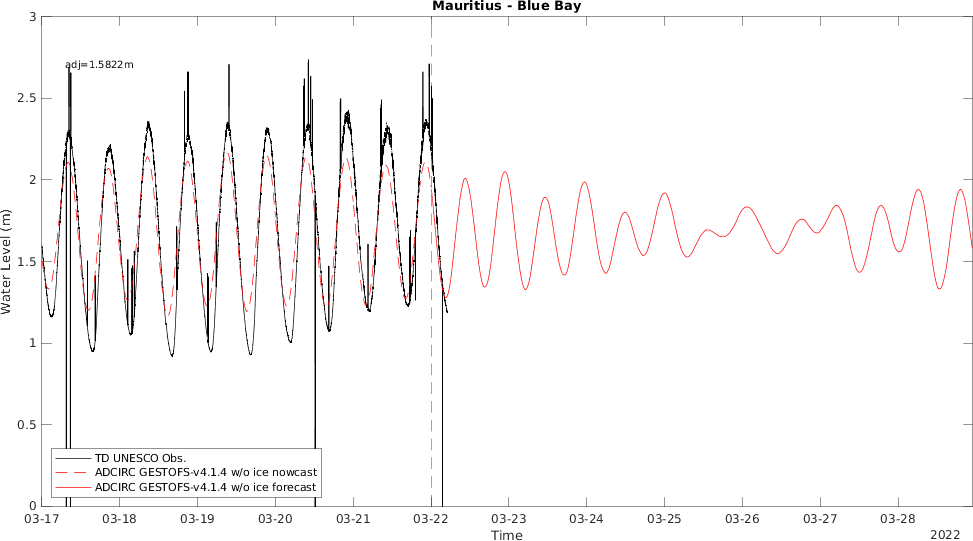 Mauritius - Blue Bay
adj=1.5822m
Water Level (m)
3
2.5
2
1.5
1
0.5
0
TD UNESCO Obs.
ADCIRC GESTOFS-v4.1.4 w/o ice nowcast
ADCIRC GESTOFS-v4.1.4 w/o ice forecast
03-17 03-18 03-19 03-20 03-21 03-22 03-23 03-24 03-25 03-26 03-27 03-28
Time
2022